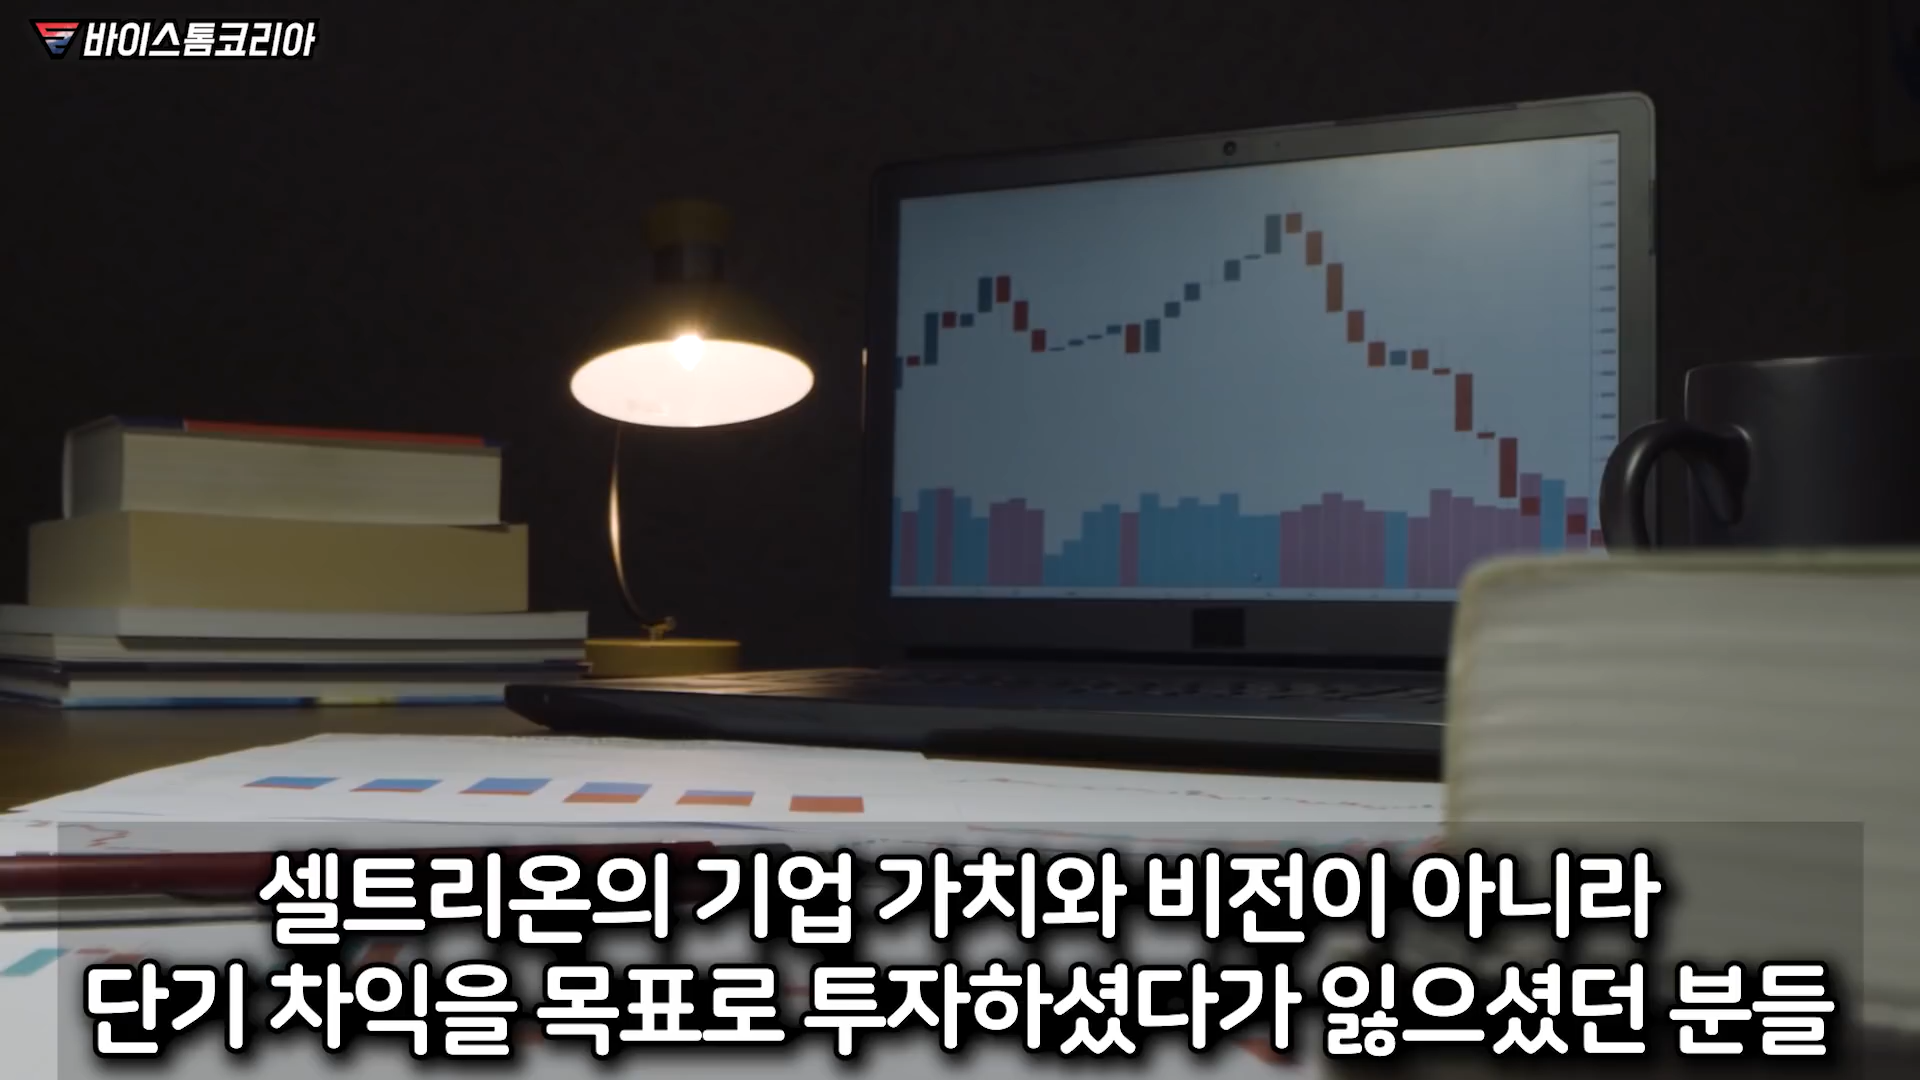 바이스톰코리아
셀트리온의 기업 가치와 비전이 아니라
단기 차익을 목표로 투자하셨다가 잃으셨던 분들